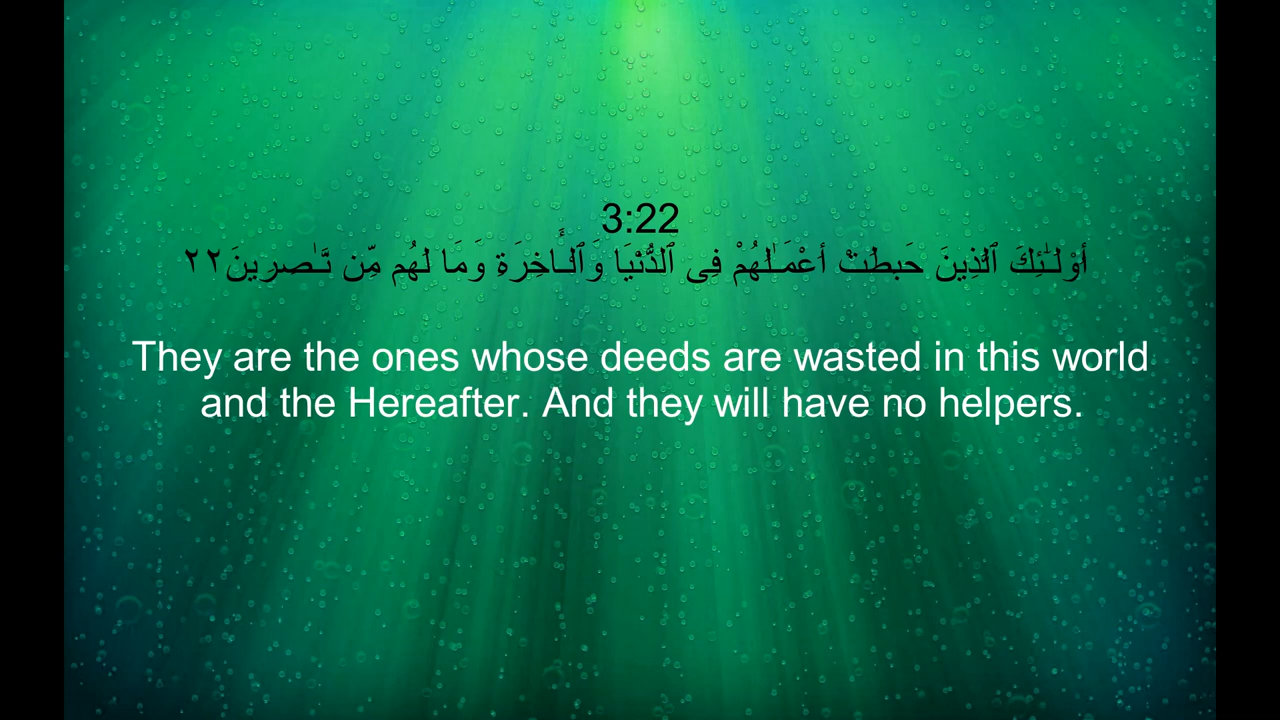 3:22
أُوْلَـٰٓئِكَ ٱلَّذِينَ حَبِطَتْ أَعْمَـٰلُهُمْ فِى ٱلدُّنْيَا وَٱلْـَٔاخِرَةِ وَمَا لَهُم مِّن نَّـٰصِرِينَ٢٢
They are the ones whose deeds are wasted in this world
and the Hereafter. And they will have no helpers.